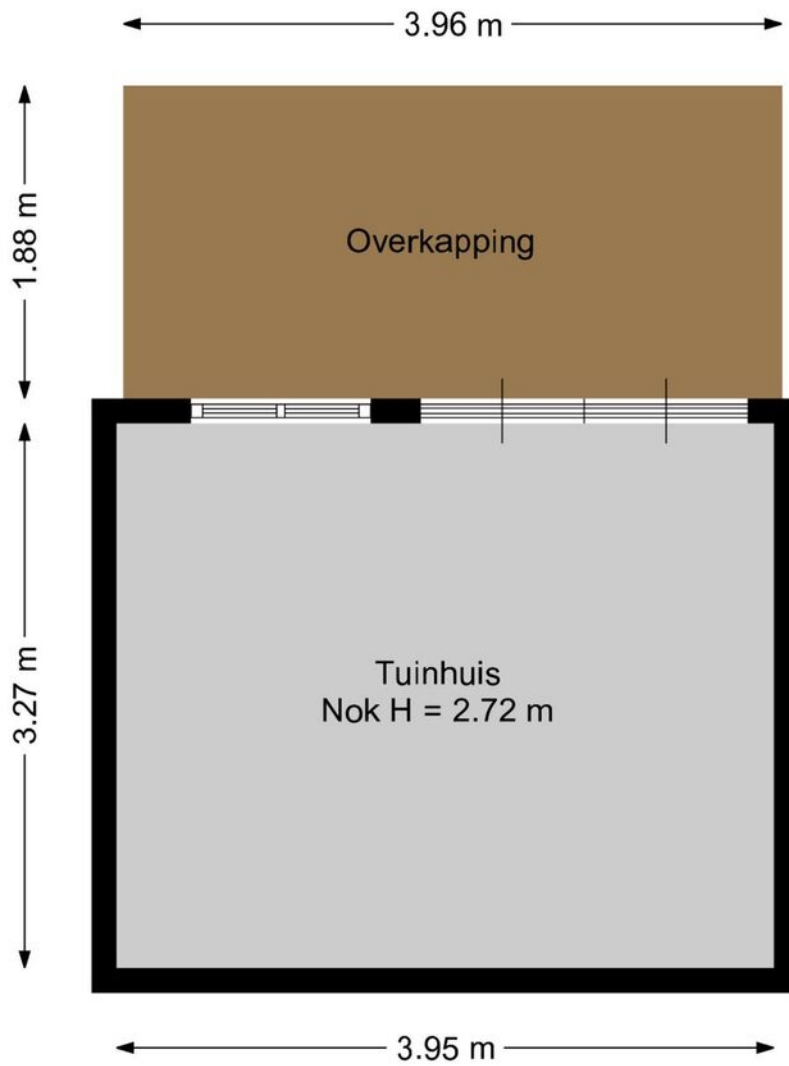 3.96 m
1.88 m
Overkapping
3.27 m
Tuinhuis
Nok H = 2.72 m
3.95 m